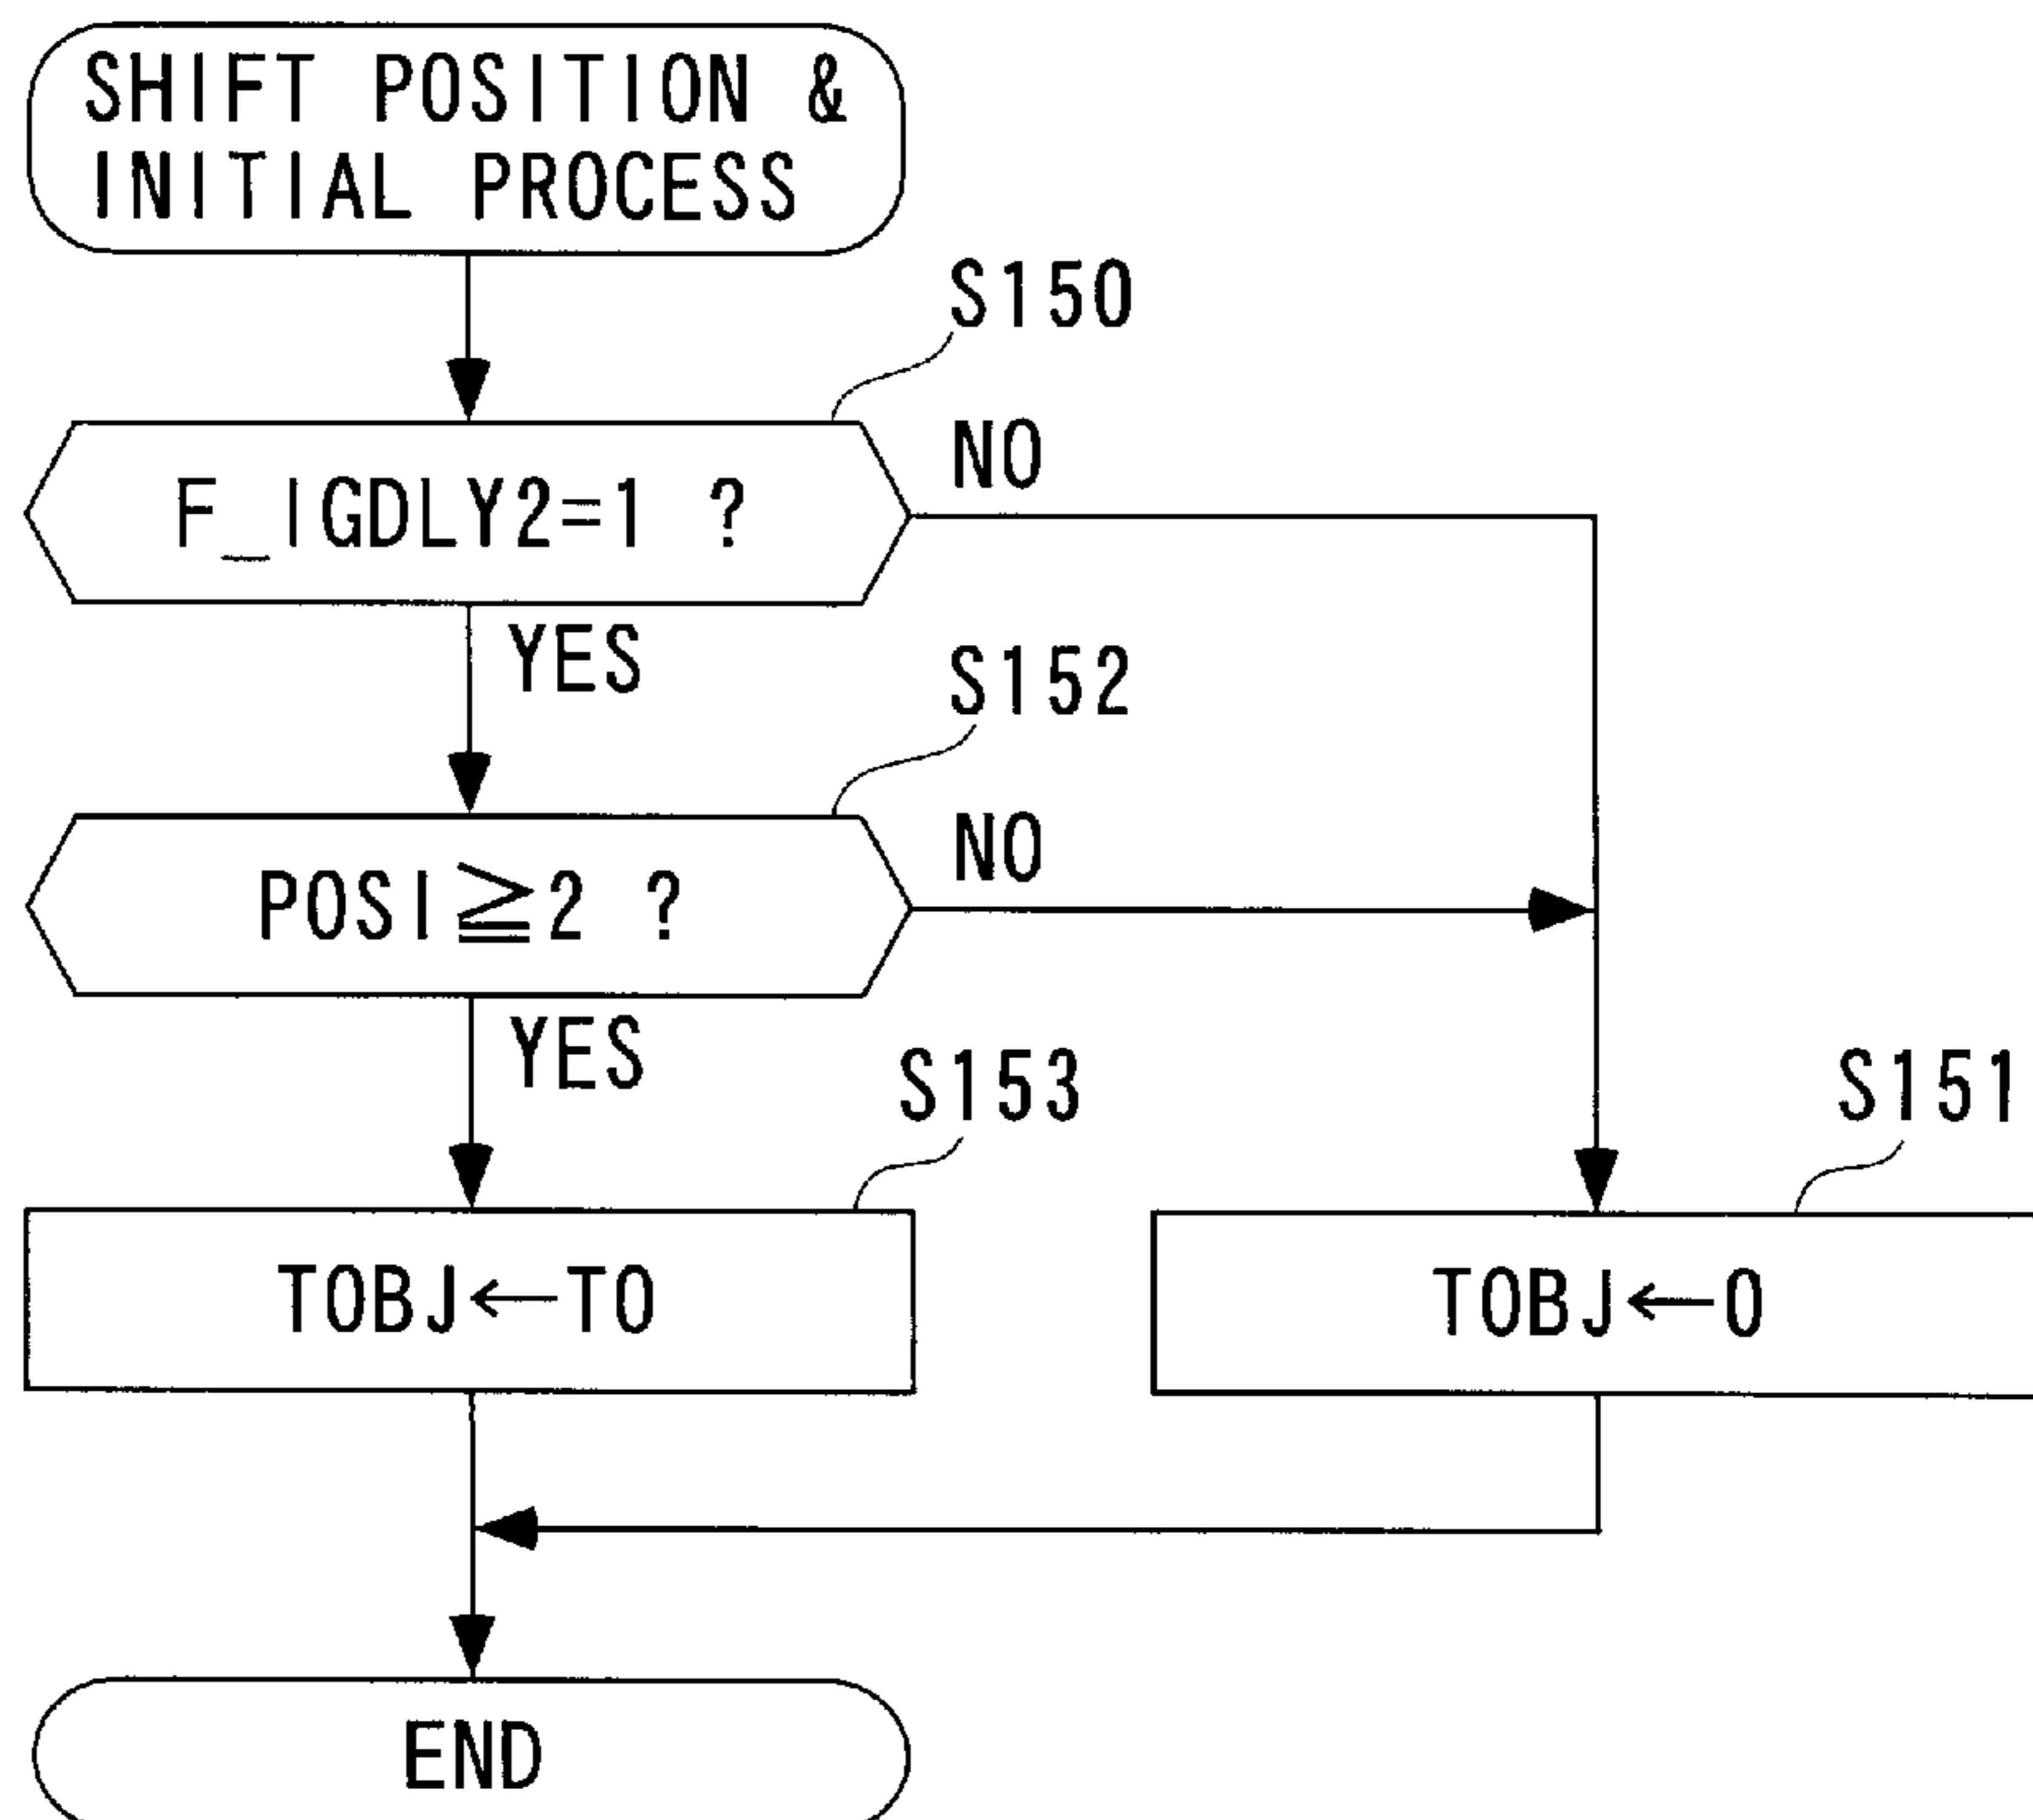 SHIFT POSITION &
INITIAL PROCESS
S150
F_IGDLY2=1 ?
NO
YES
S152
POSI≧2 ?
NO
YES
S153
S151
TOBJ←TO
TOBJ←0
END